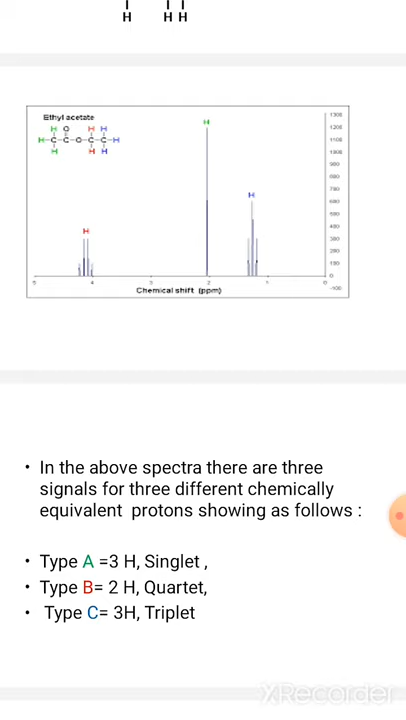 H H H
Ethyl acetate
H O H H
H-C-C-O-C-C-H
H H H
H
H
H
1300
1200
1100
1000
900
800
700
600
500
400
300
200
100
0
-100
5 4 3 2 1 0
Chemical shift (ppm)
• In the above spectra there are three
signals for three different chemically
equivalent protons showing as follows :
• Type A =3 H, Singlet ,
• Type B= 2 H, Quartet,
• Type C= 3H, Triplet
XRecorder